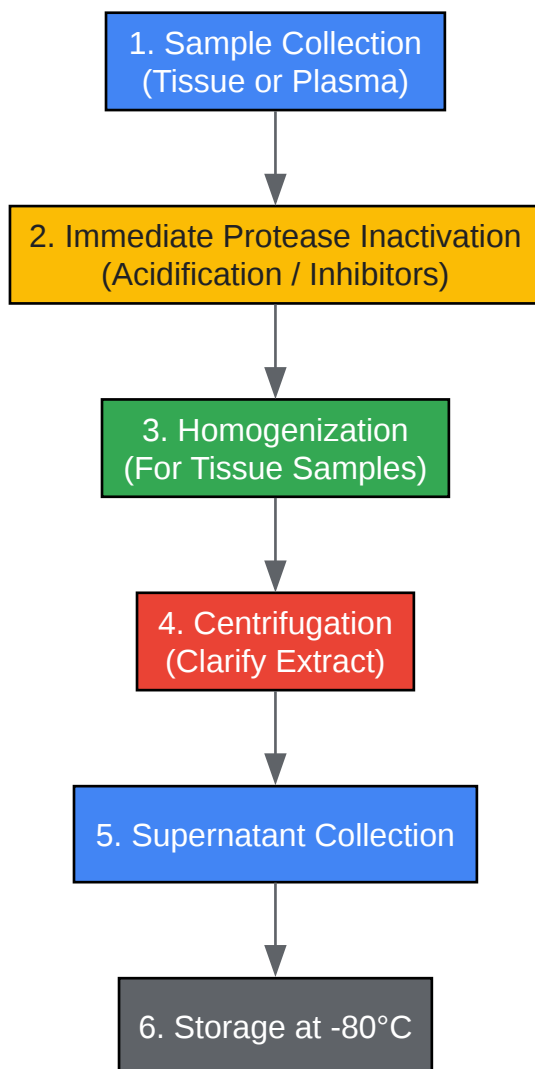 1. Sample Collection
(Tissue or Plasma)
2. Immediate Protease Inactivation
(Acidification / Inhibitors)
3. Homogenization
(For Tissue Samples)
4. Centrifugation
(Clarify Extract)
5. Supernatant Collection
6. Storage at -80°C